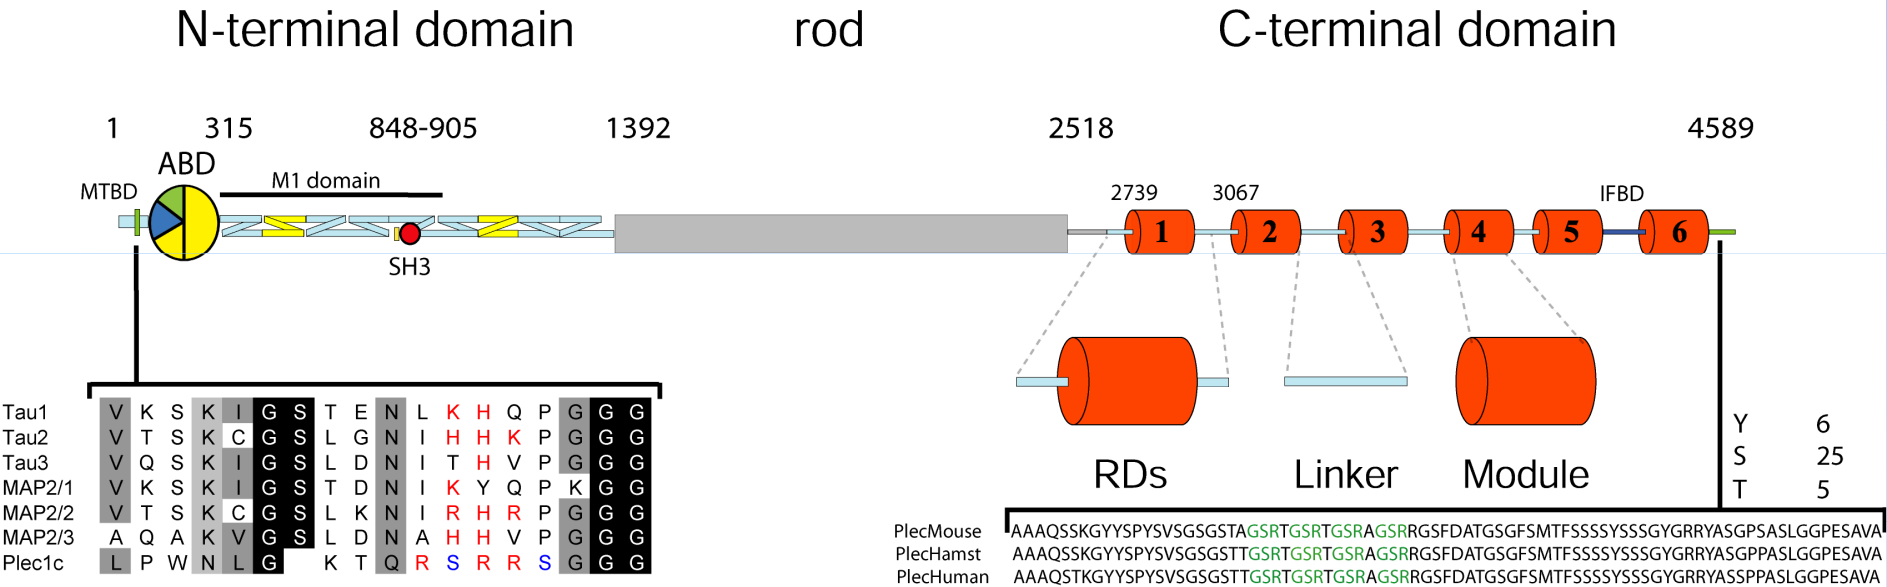 N-terminal domain rod C-terminal domain
1 315 848-905 1392 2518 4589
ABD
MTBD M1 domain 2739 3067 IFBD
1 2 3 4 5 6
SH3
Tau1 V K S K I G S T E N L K H Q P G G G
Tau2 V T S K C G S L G N I H H K P G G G
Tau3 V Q S K I G S L D N I T H V P G G G
MAP2/1 V K S K I G S T D N I K Y Q P K G G
MAP2/2 V T S K C G S L K N I R H R P G G G
MAP2/3 A Q A K V G S L D N A H H V P G G G
Plec1c L P W N L G K T Q R S R R S G G G
RDs Linker Module
Y 6
S 25
T 5
PlecMouse AAAQSSKGYYSPYSVSGSGSTAGSRTGSRTGSRAGSRRGSFDATGSGFSMTFSSSSYSSSGYGRRYASGPSASLGGPESAVA
PlecHamst AAAQSSKGYYSPYSVSGSGSTTGSRTGSRTGSRAGSRRGSFDATGSGFSMTFSSSSYSSSGYGRRYASGPPASLGGPESAVA
PlecHuman AAAQSTKGYYSPYSVSGSGSTTGSRTGSRTGSRAGSRRGSFDATGSGFSMTFSSSSYSSSGYGRRYASSPPASLGGPESAVA